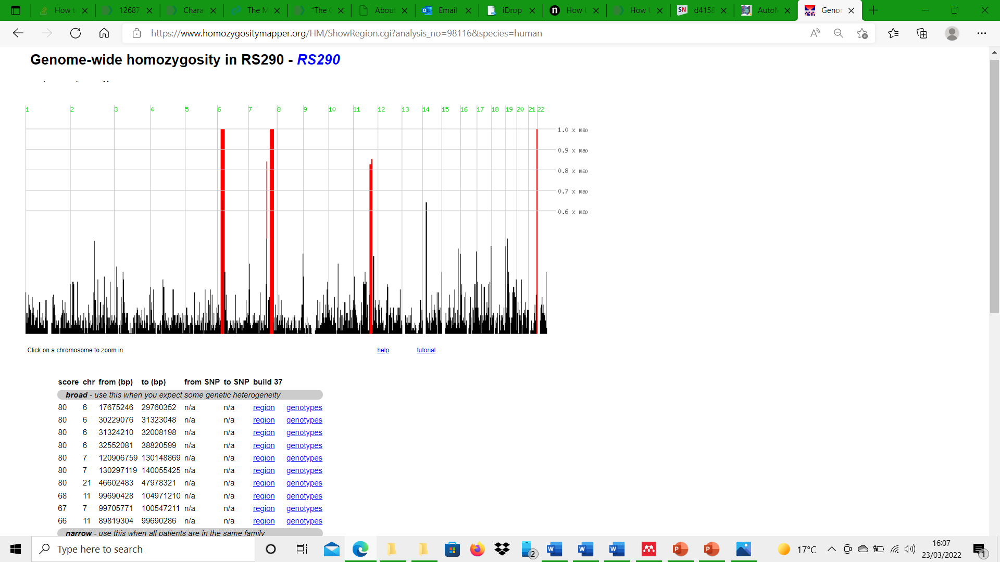 How t
12687
Chara
The M
"The C
About
Email
iDrop
How U
How U
SN d4158
AutoM
Genor
https://www.homozygositymapper.org/HM/ShowRegion.cgi?analysis_no=98116&species=human
Genome-wide homozygosity in RS290 - RS290
1 2 3 4 5 6 7 8 9 10 11 12 13 14 15 16 17 18 19 20 21 22
1.0 x max
0.9 x max
0.8 x max
0.7 x max
0.6 x max
Click on a chromosome to zoom in. help tutorial
score chr from (bp) to (bp) from SNP to SNP build 37
broad - use this when you expect some genetic heterogeneity
80 6 17675246 29760352 n/a n/a region genotypes
80 6 30229076 31323048 n/a n/a region genotypes
80 6 31324210 32008198 n/a n/a region genotypes
80 6 32552081 38820599 n/a n/a region genotypes
80 7 120906759 130148869 n/a n/a region genotypes
80 7 130297119 140055425 n/a n/a region genotypes
80 21 46602483 47978321 n/a n/a region genotypes
68 11 99690428 104971210 n/a n/a region genotypes
67 7 99705771 100547211 n/a n/a region genotypes
66 11 89819304 99690286 n/a n/a region genotypes
narrow - use this when all patients are in the same family
Type here to search
2
17°C
16:07
23/03/2022
1